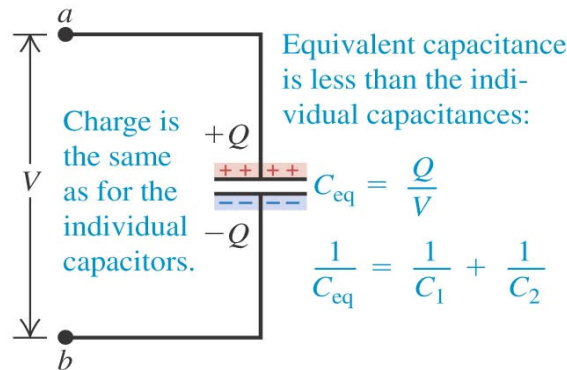 a
Equivalent capacitance
is less than the indi-
vidual capacitances:
Charge is
the same
as for the
individual
capacitors.
V
+Q
++ ++
C_eq = Q/V
−−−−−
−Q
1/C_eq = 1/C_1 + 1/C_2
b